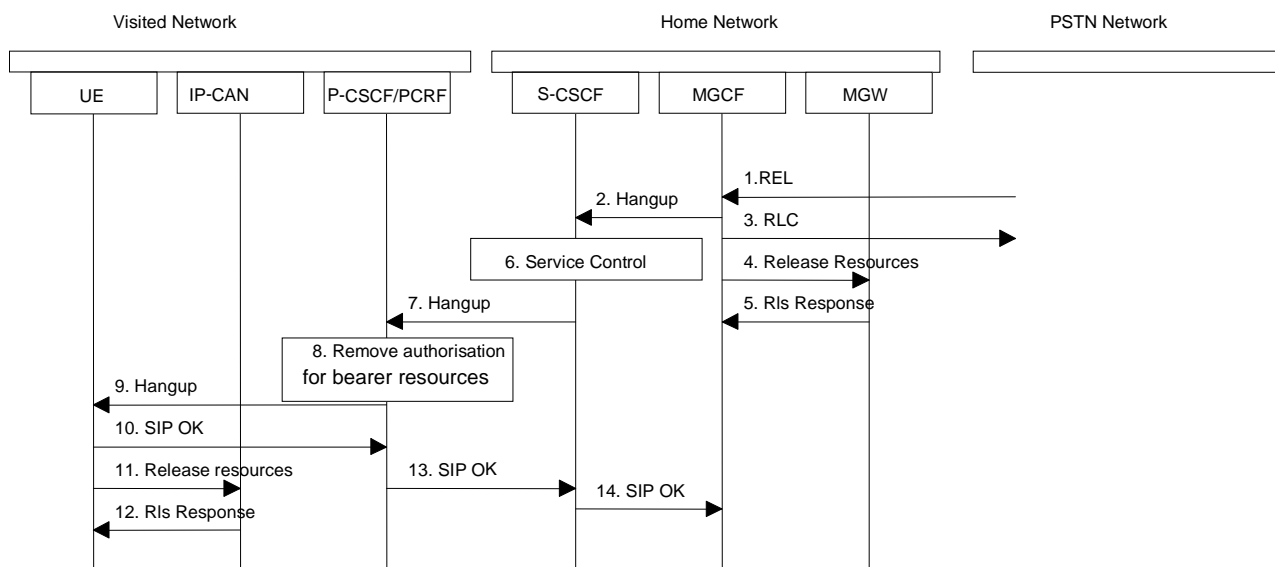 Visited Network
Home Network
PSTN Network
UE
IP-CAN
P-CSCF/PCRF
S-CSCF
MGCF
MGW
1.REL
2. Hangup
3. RLC
6. Service Control
4. Release Resources
7. Hangup
5. Rls Response
8. Remove authorisation
for bearer resources
9. Hangup
10. SIP OK
11. Release resources
13. SIP OK
14. SIP OK
12. Rls Response